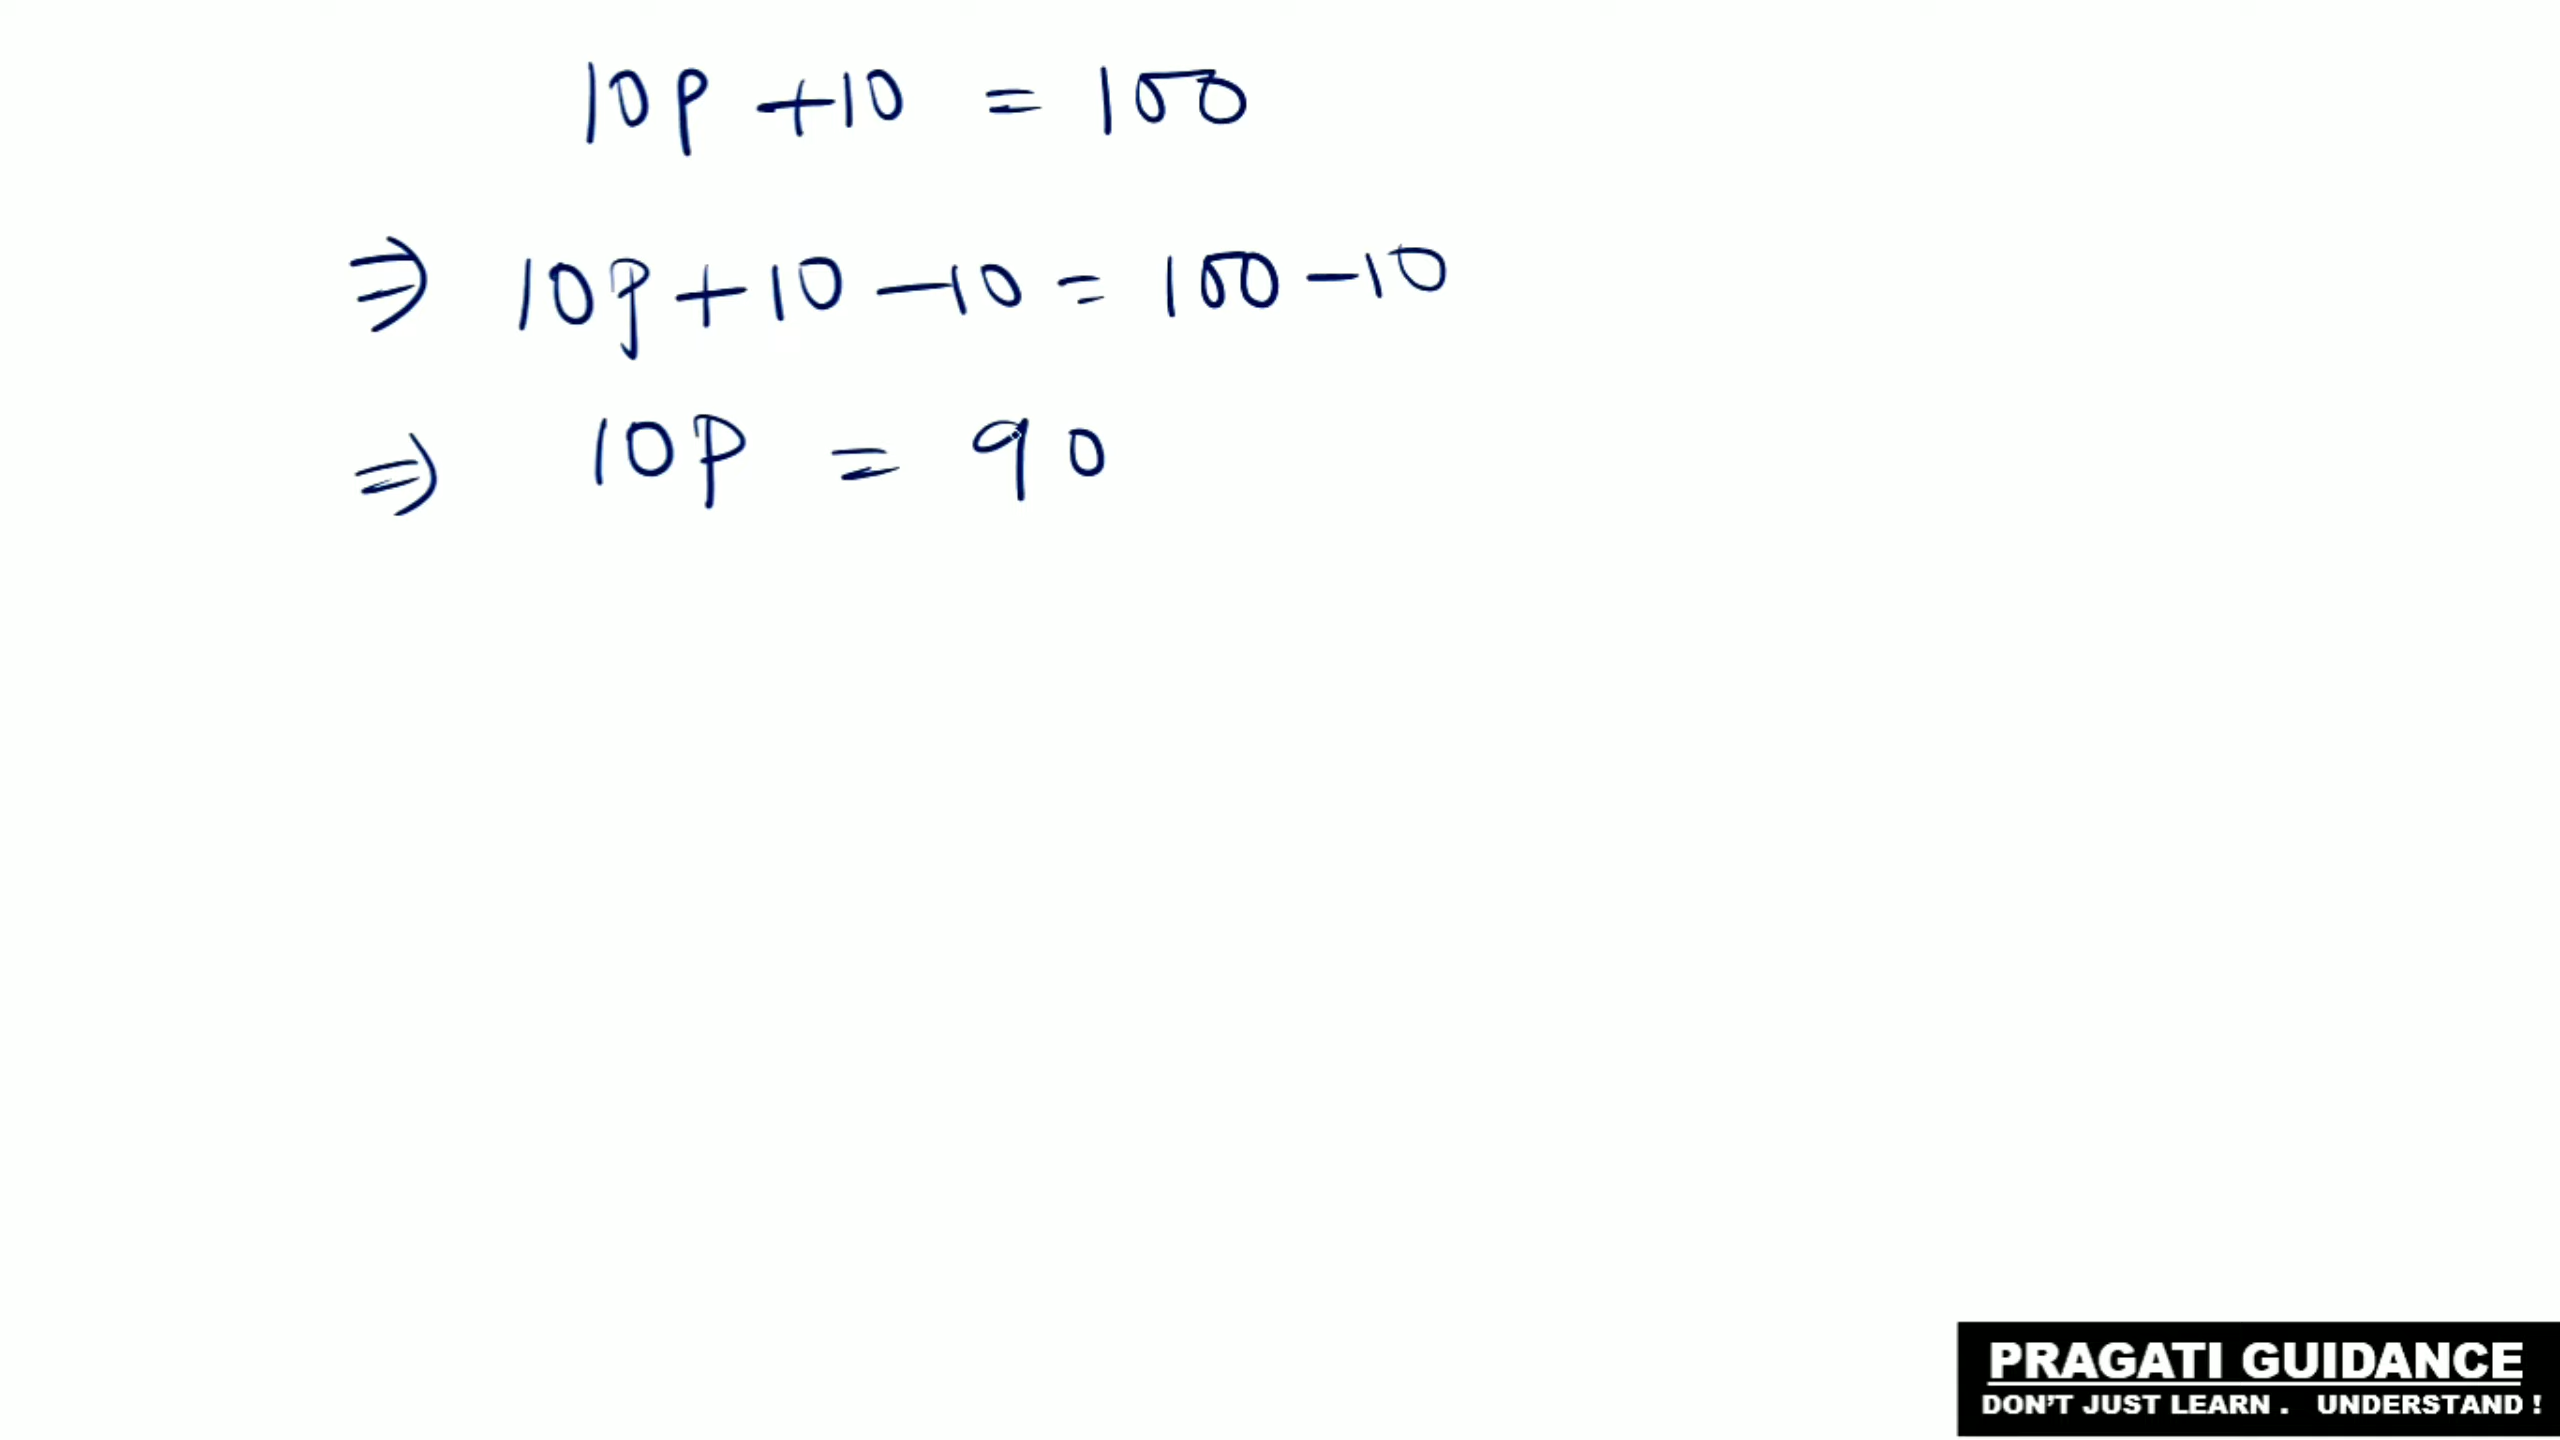 10p + 10 = 100
⇒ 10p + 10 - 10 = 100 - 10
⇒ 10p = 90
PRAGATI GUIDANCE
DON'T JUST LEARN . UNDERSTAND !